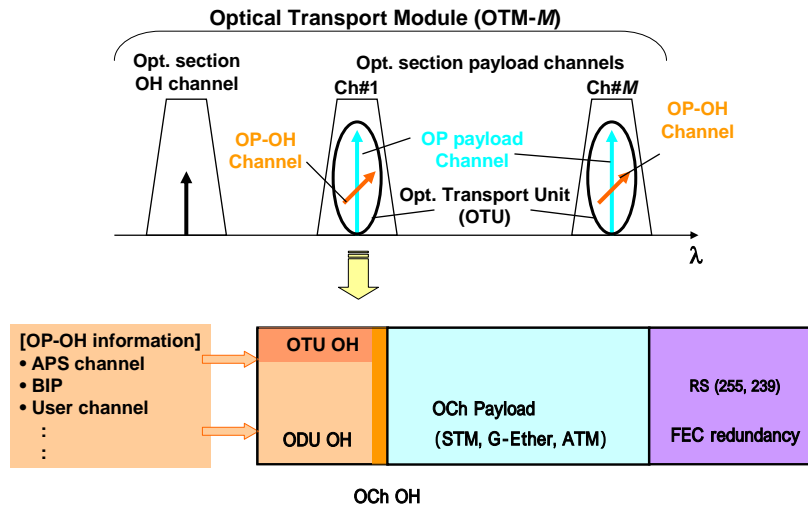 Optical Transport Module (OTM-M)
Opt. section
OH channel
Opt. section payload channels
Ch#1
Ch#M
OP-OH
Channel
OP payload
Channel
OP-OH
Channel
Opt. Transport Unit
(OTU)
λ
[OP-OH information]
• APS channel
• BIP
• User channel
:
:
OTU OH
ODU OH
OCh Payload
(STM, G-Ether, ATM)
RS (255, 239)
FEC redundancy
OCh OH